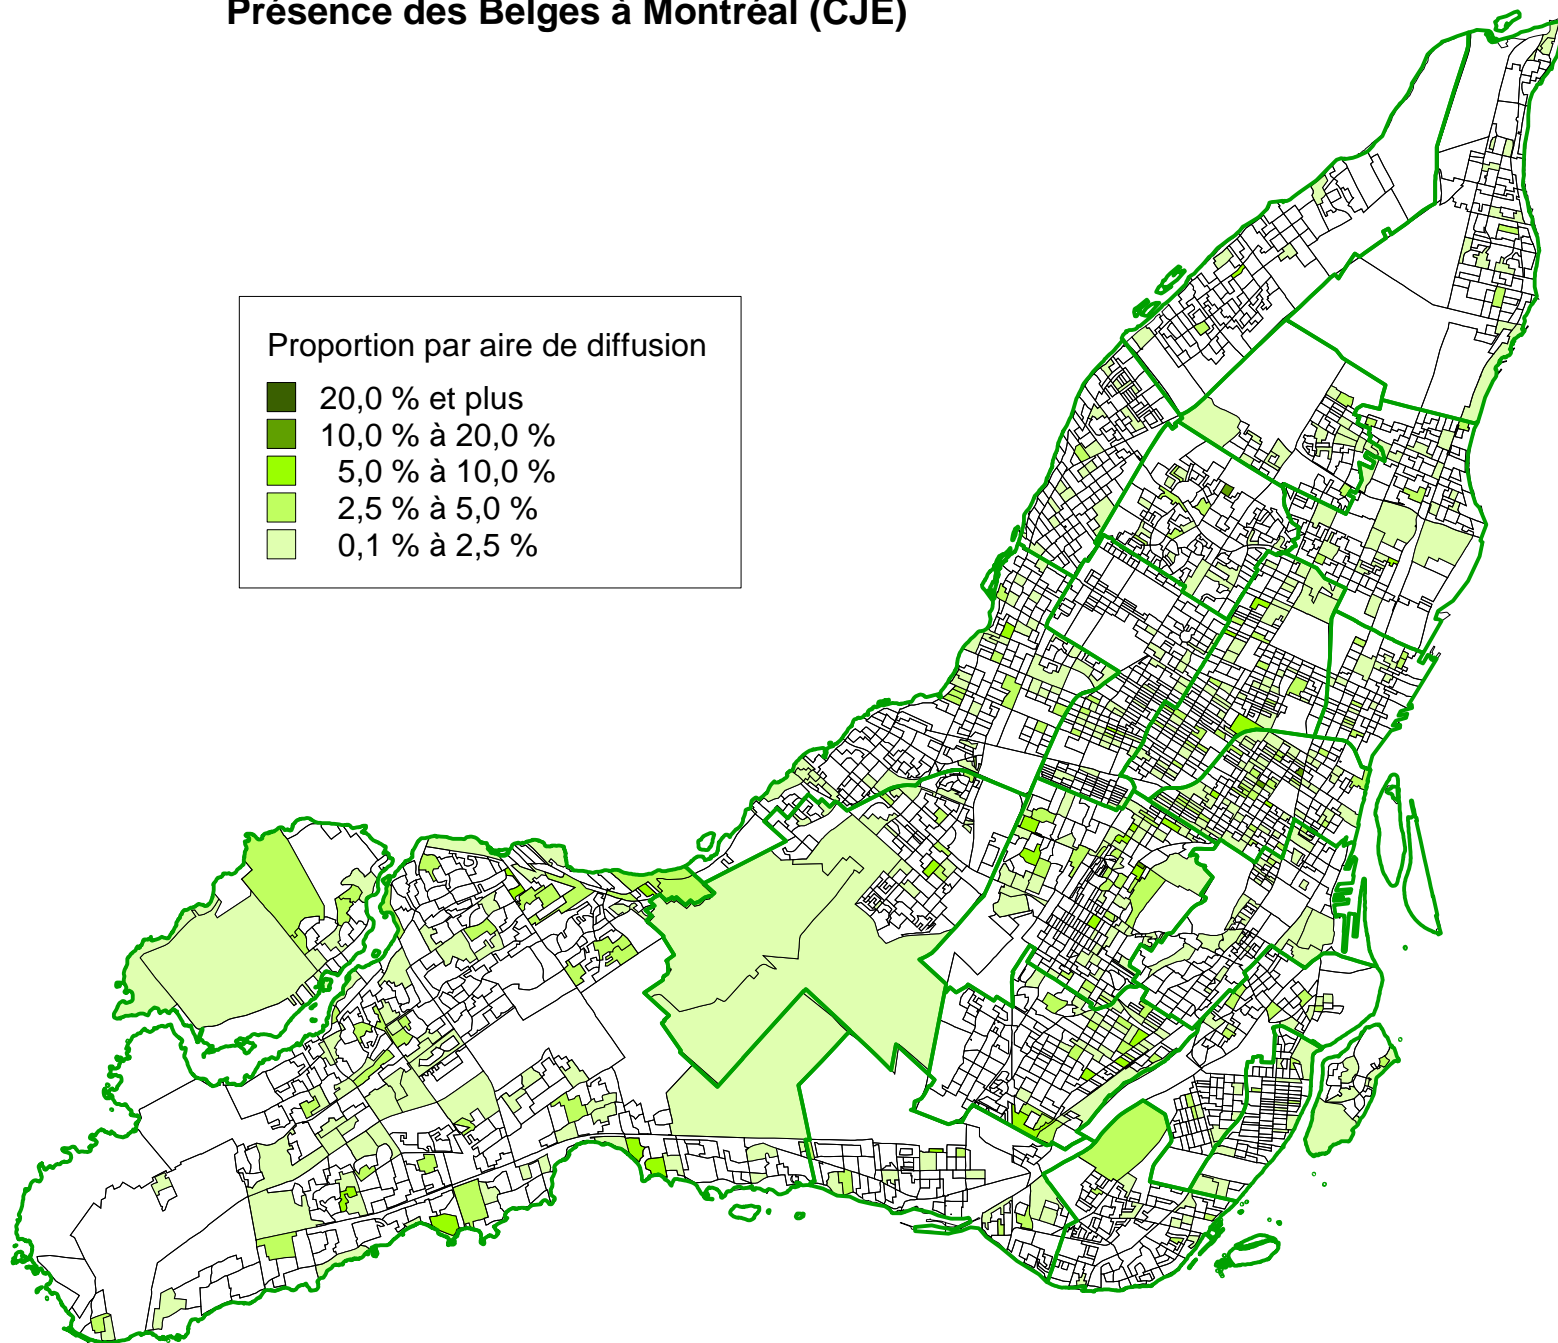 Présence des Belges à Montréal (CJE)
Proportion par aire de diffusion
20,0 % et plus
10,0 % à 20,0 %
5,0 % à 10,0 %
2,5 % à 5,0 %
0,1 % à 2,5 %